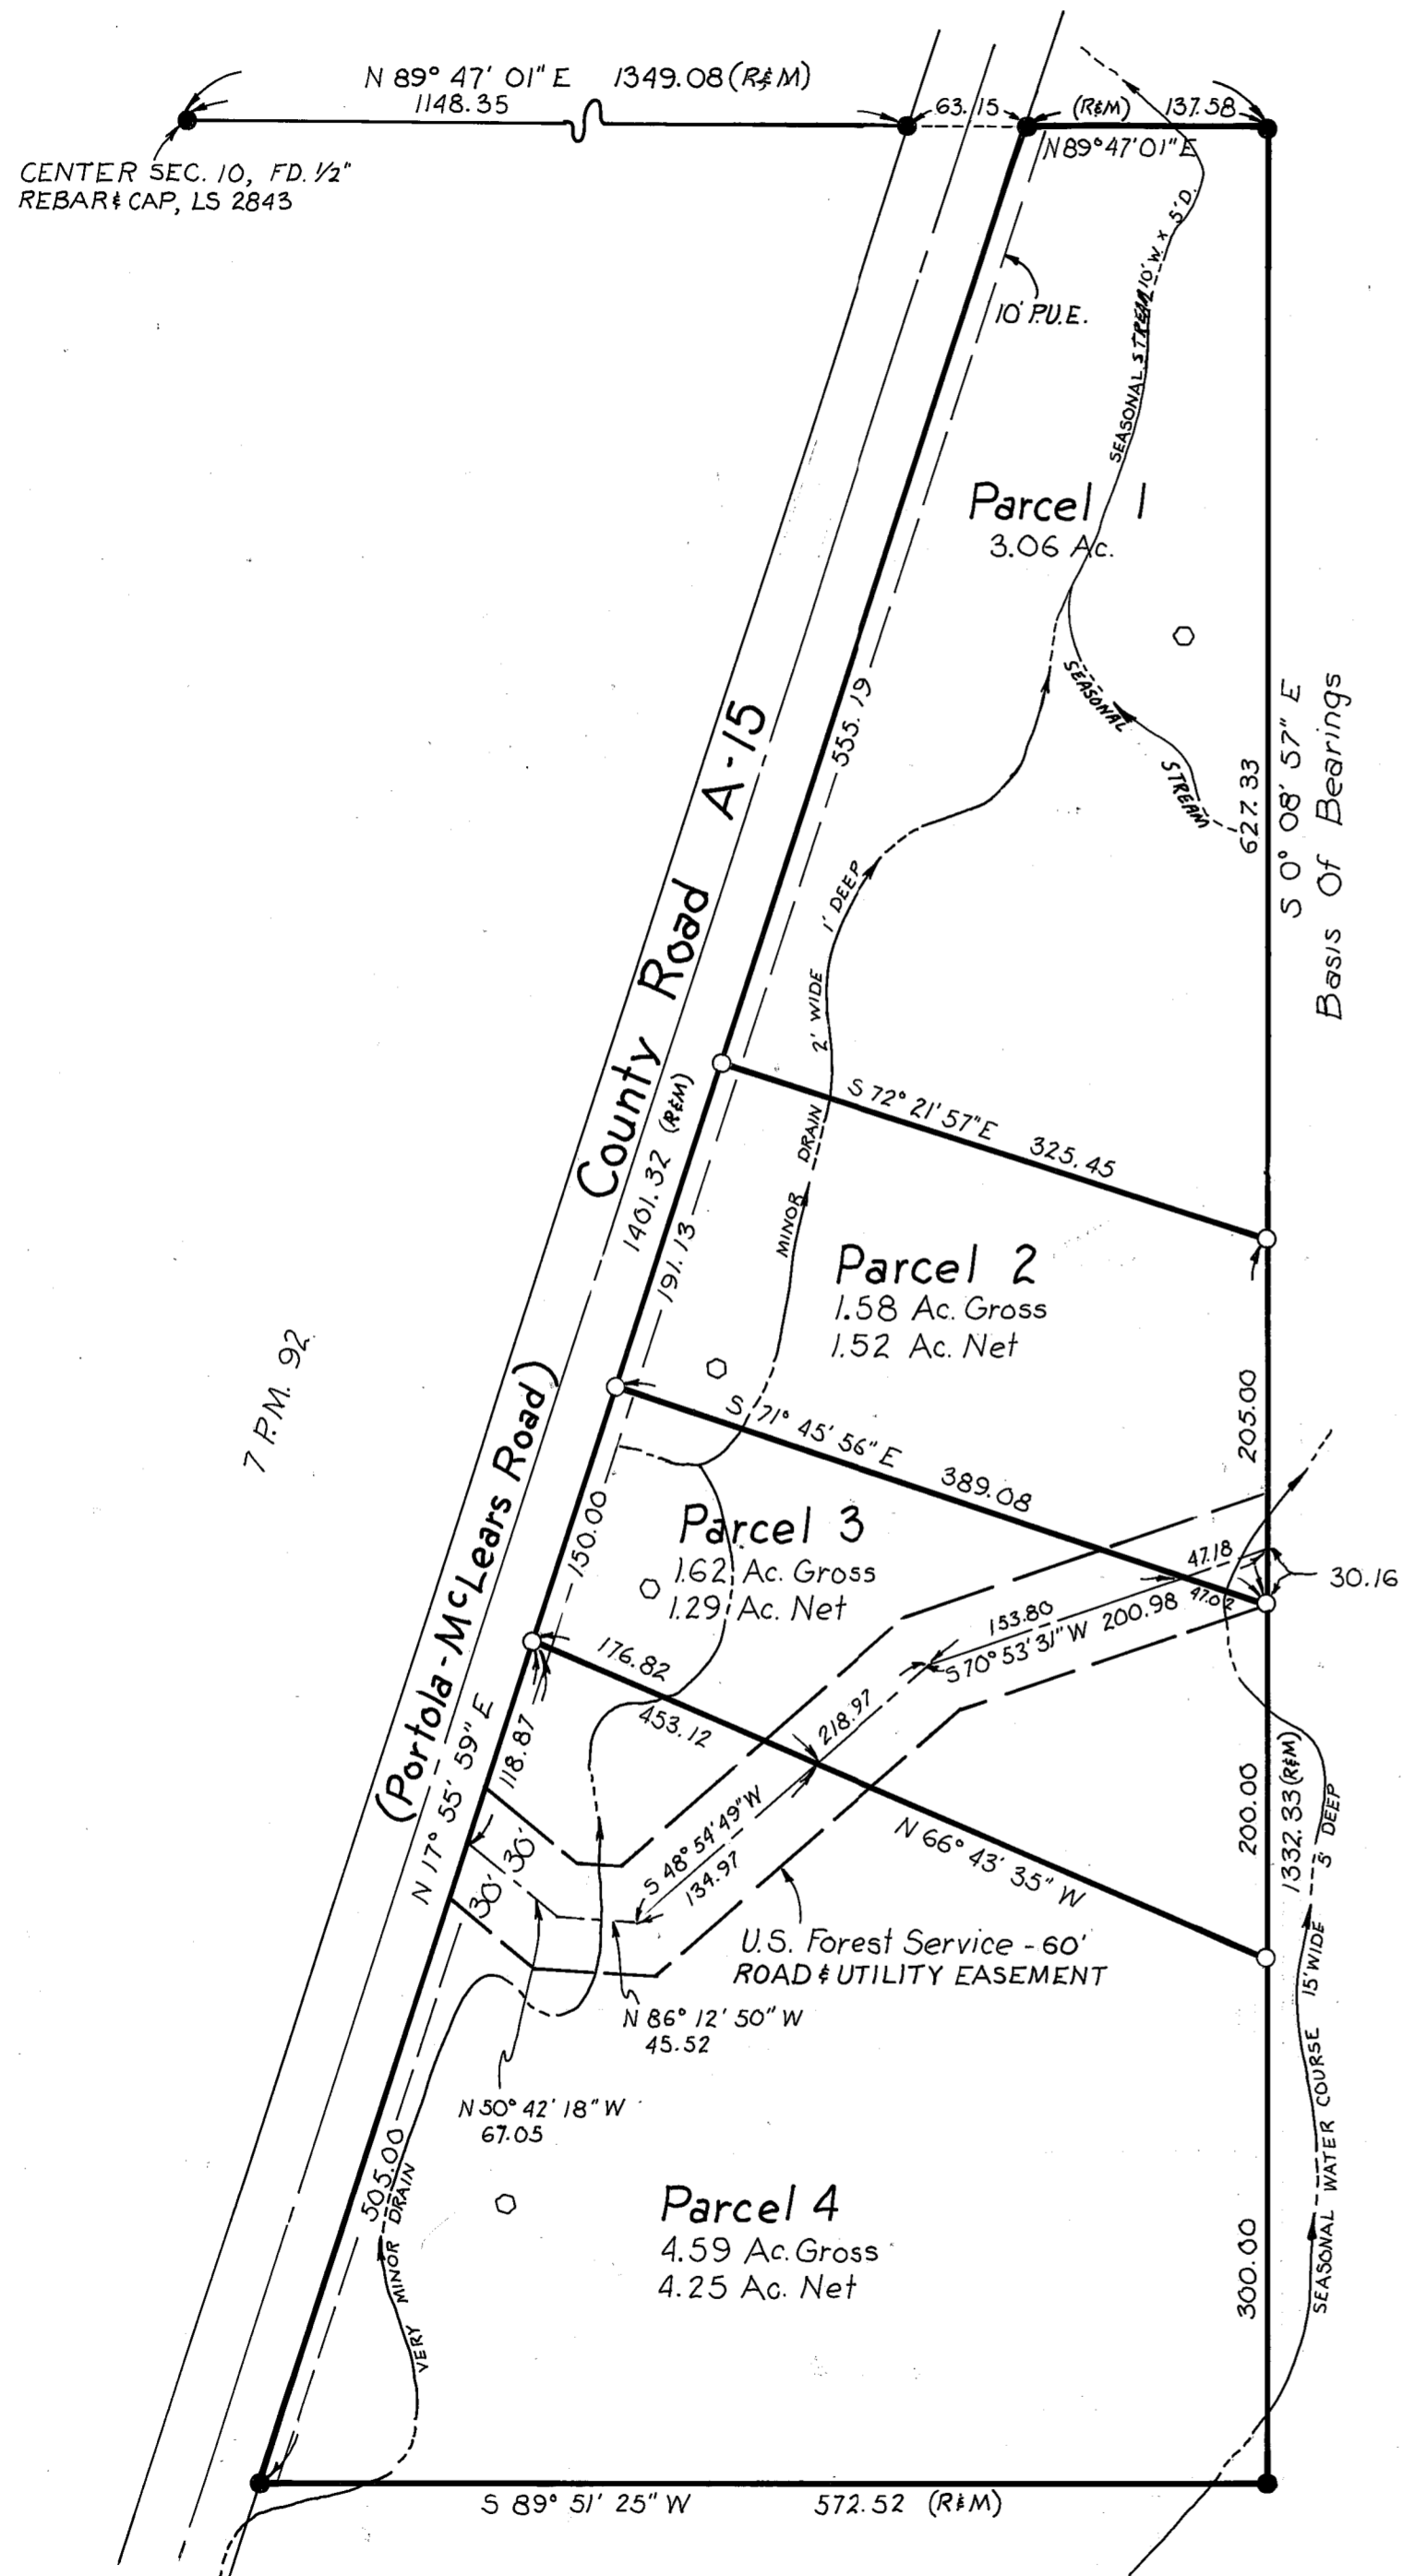 N 89° 47' 01" E 1349.08 (R&M)
1148.35
63.15
(R&M) 137.58
N89°47'01"E
CENTER SEC. 10, FD. 1/2"
REBAR & CAP, LS 2843
10' P.U.E.
SEASONAL STREAM 10' W. x 5' D.
Parcel 1
3.06 Ac.
SEASONAL STREAM
555.19
627.33
S 0° 08' 57" E
Basis Of Bearings
County Road A-15
(Portola-McLears Road)
1401.32 (R&M)
MINOR DRAIN 2' WIDE 1' DEEP
S 72° 21' 57" E 325.45
191.13
Parcel 2
1.58 Ac. Gross
1.52 Ac. Net
205.00
7 P.M. 92
S 71° 45' 56" E 389.08
150.00
Parcel 3
1.62 Ac. Gross
1.29 Ac. Net
47.18
30.16
47.02
153.80
S 70° 53' 31" W 200.98
176.82
453.12
218.97
N 66° 43' 35" W
200.00
1332.33 (R&M)
118.87
N 17° 55' 59" E
30' 30'
S 48° 54' 49" W
134.97
U.S. Forest Service - 60'
ROAD & UTILITY EASEMENT
N 86° 12' 50" W
45.52
N 50° 42' 18" W
67.05
SEASONAL WATER COURSE 15' WIDE 5' DEEP
505.00
VERY MINOR DRAIN
Parcel 4
4.59 Ac. Gross
4.25 Ac. Net
300.00
S 89° 51' 25" W 572.52 (R&M)